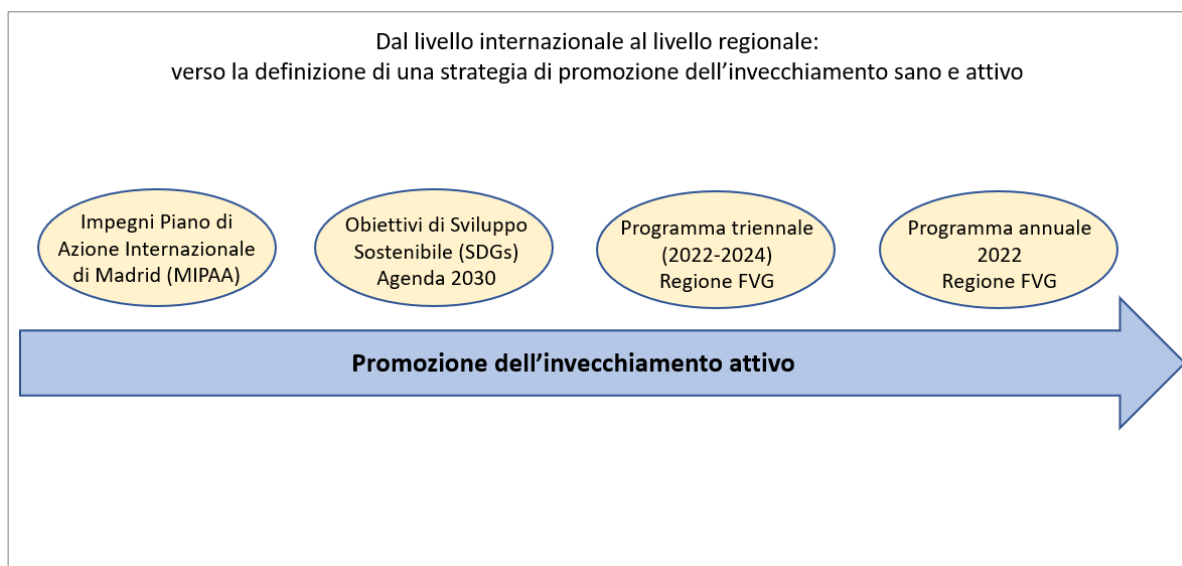 Dal livello internazionale al livello regionale:
verso la definizione di una strategia di promozione dell’invecchiamento sano e attivo
Impegni Piano di
Azione Internazionale
di Madrid (MIPAA)
Obiettivi di Sviluppo
Sostenibile (SDGs)
Agenda 2030
Programma triennale
(2022-2024)
Regione FVG
Programma annuale
2022
Regione FVG
Promozione dell’invecchiamento attivo